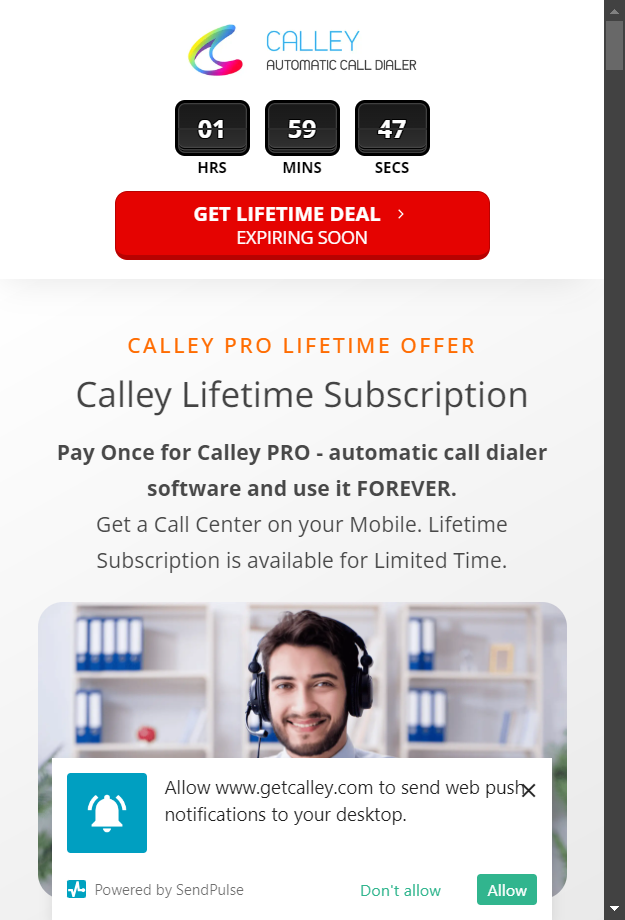 CALLEY
AUTOMATIC CALL DIALER
01 59 47
HRS MINS SECS
GET LIFETIME DEAL
EXPIRING SOON
CALLEY PRO LIFETIME OFFER
Calley Lifetime Subscription
Pay Once for Calley PRO - automatic call dialer
software and use it FOREVER.
Get a Call Center on your Mobile. Lifetime
Subscription is available for Limited Time.
Allow www.getcalley.com to send web push
notifications to your desktop.
Powered by SendPulse
Don't allow
Allow